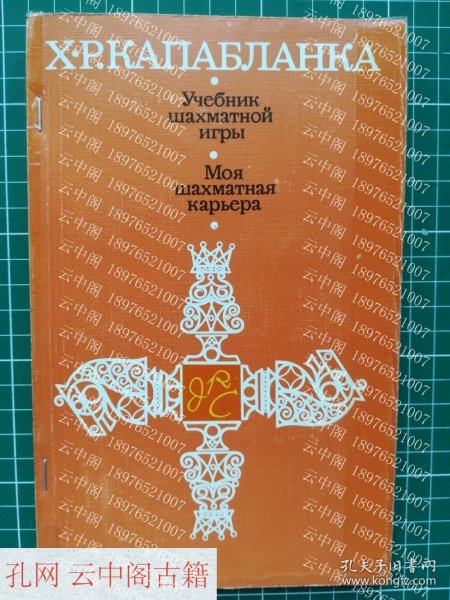 Х·Р.КАПАБЛАНКА
Учебник
шахматной
игры
Моя
шахматная
карьера
JRC
云中阁 18976521007
孔网 云中阁古籍
孔夫子旧书网
www.kongfz.com